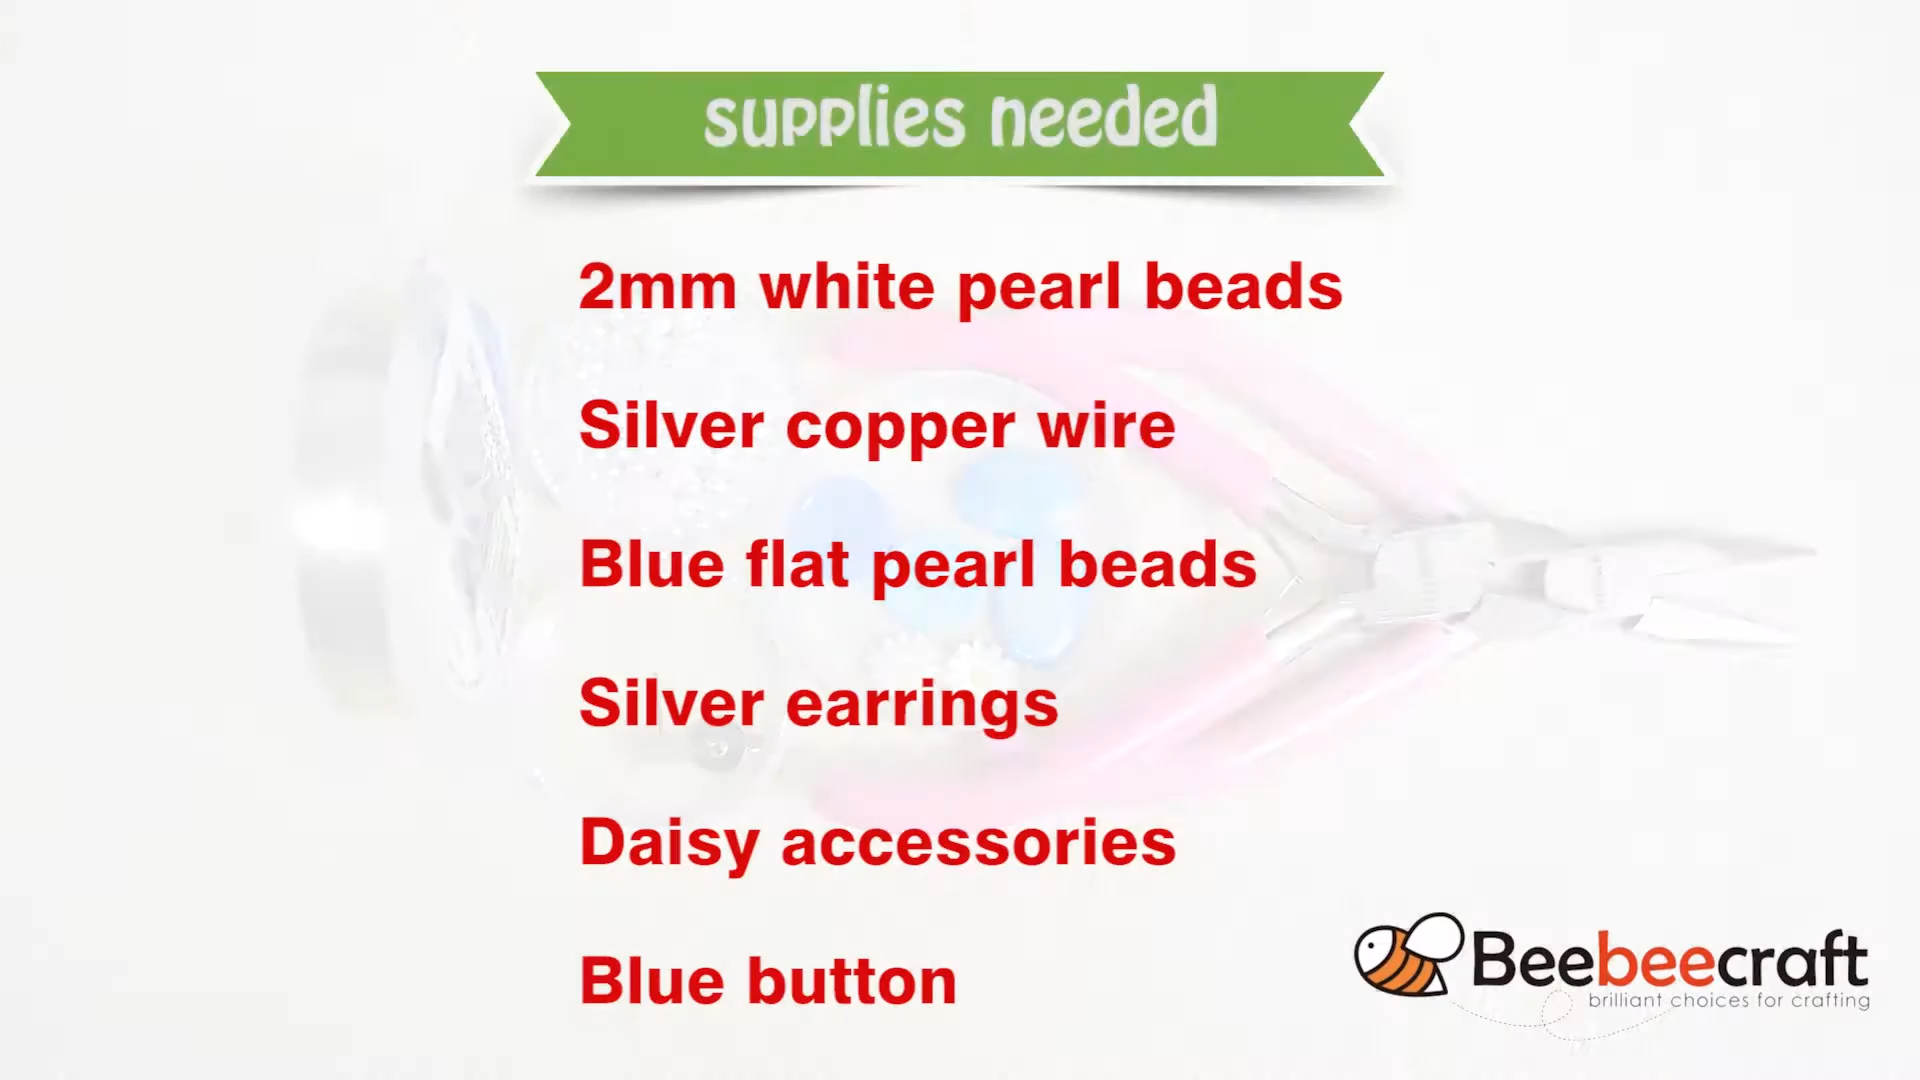 supplies needed
2mm white pearl beads
Silver copper wire
Blue flat pearl beads
Silver earrings
Daisy accessories
Blue button
Beebeecraft
brilliant choices for crafting